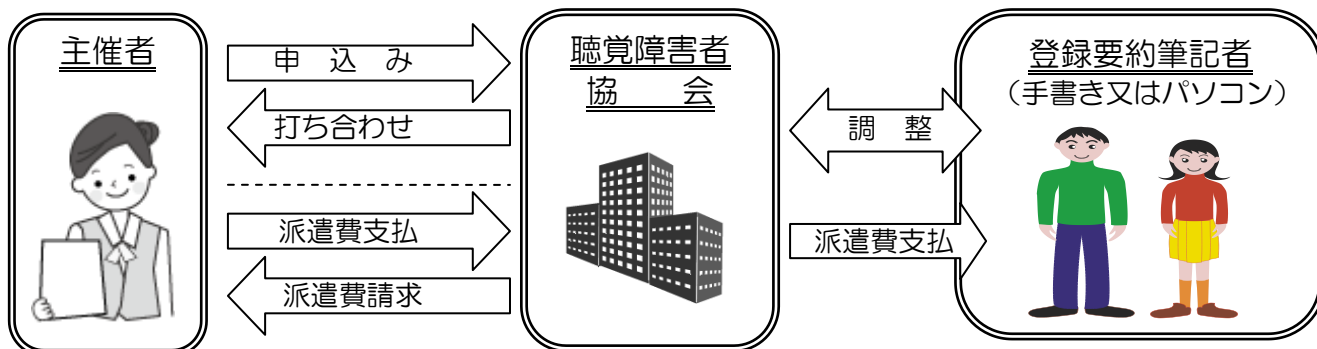 主催者
申　込　み
打ち合わせ
派遣費支払
派遣費請求
聴覚障害者
協　　会
調　整
派遣費支払
登録要約筆記者
（手書き又はパソコン）